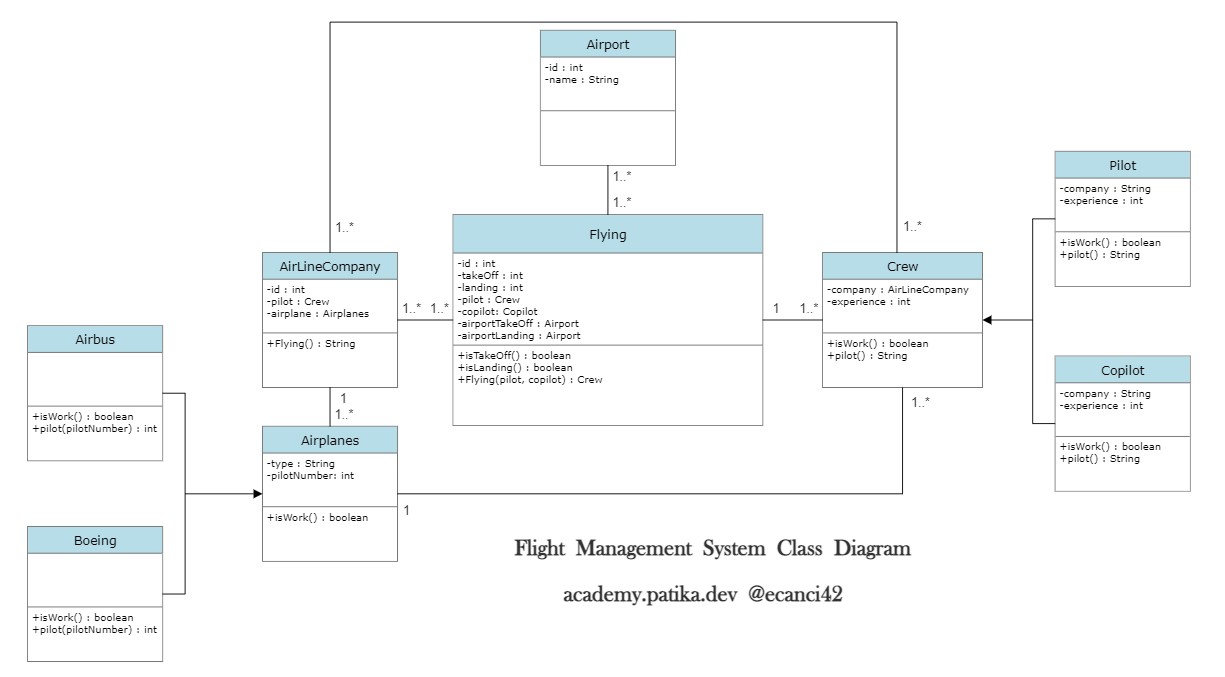 Airport
-id : int
-name : String
1..*
1..*
Flying
-id : int
-takeOff : int
-landing : int
-pilot : Crew
-copilot: Copilot
-airportTakeOff : Airport
-airportLanding : Airport
+isTakeOff() : boolean
+isLanding() : boolean
+Flying(pilot, copilot) : Crew
1..*
AirLineCompany
-id : int
-pilot : Crew
-airplane : Airplanes
+Flying() : String
1..* 1..*
1
1..*
Airplanes
-type : String
-pilotNumber: int
+isWork() : boolean
1
Airbus
+isWork() : boolean
+pilot(pilotNumber) : int
Boeing
+isWork() : boolean
+pilot(pilotNumber) : int
1..*
1 1..*
Crew
-company : AirLineCompany
-experience : int
+isWork() : boolean
+pilot() : String
1..*
Pilot
-company : String
-experience : int
+isWork() : boolean
+pilot() : String
Copilot
-company : String
-experience : int
+isWork() : boolean
+pilot() : String
Flight Management System Class Diagram
academy.patika.dev @ecanci42